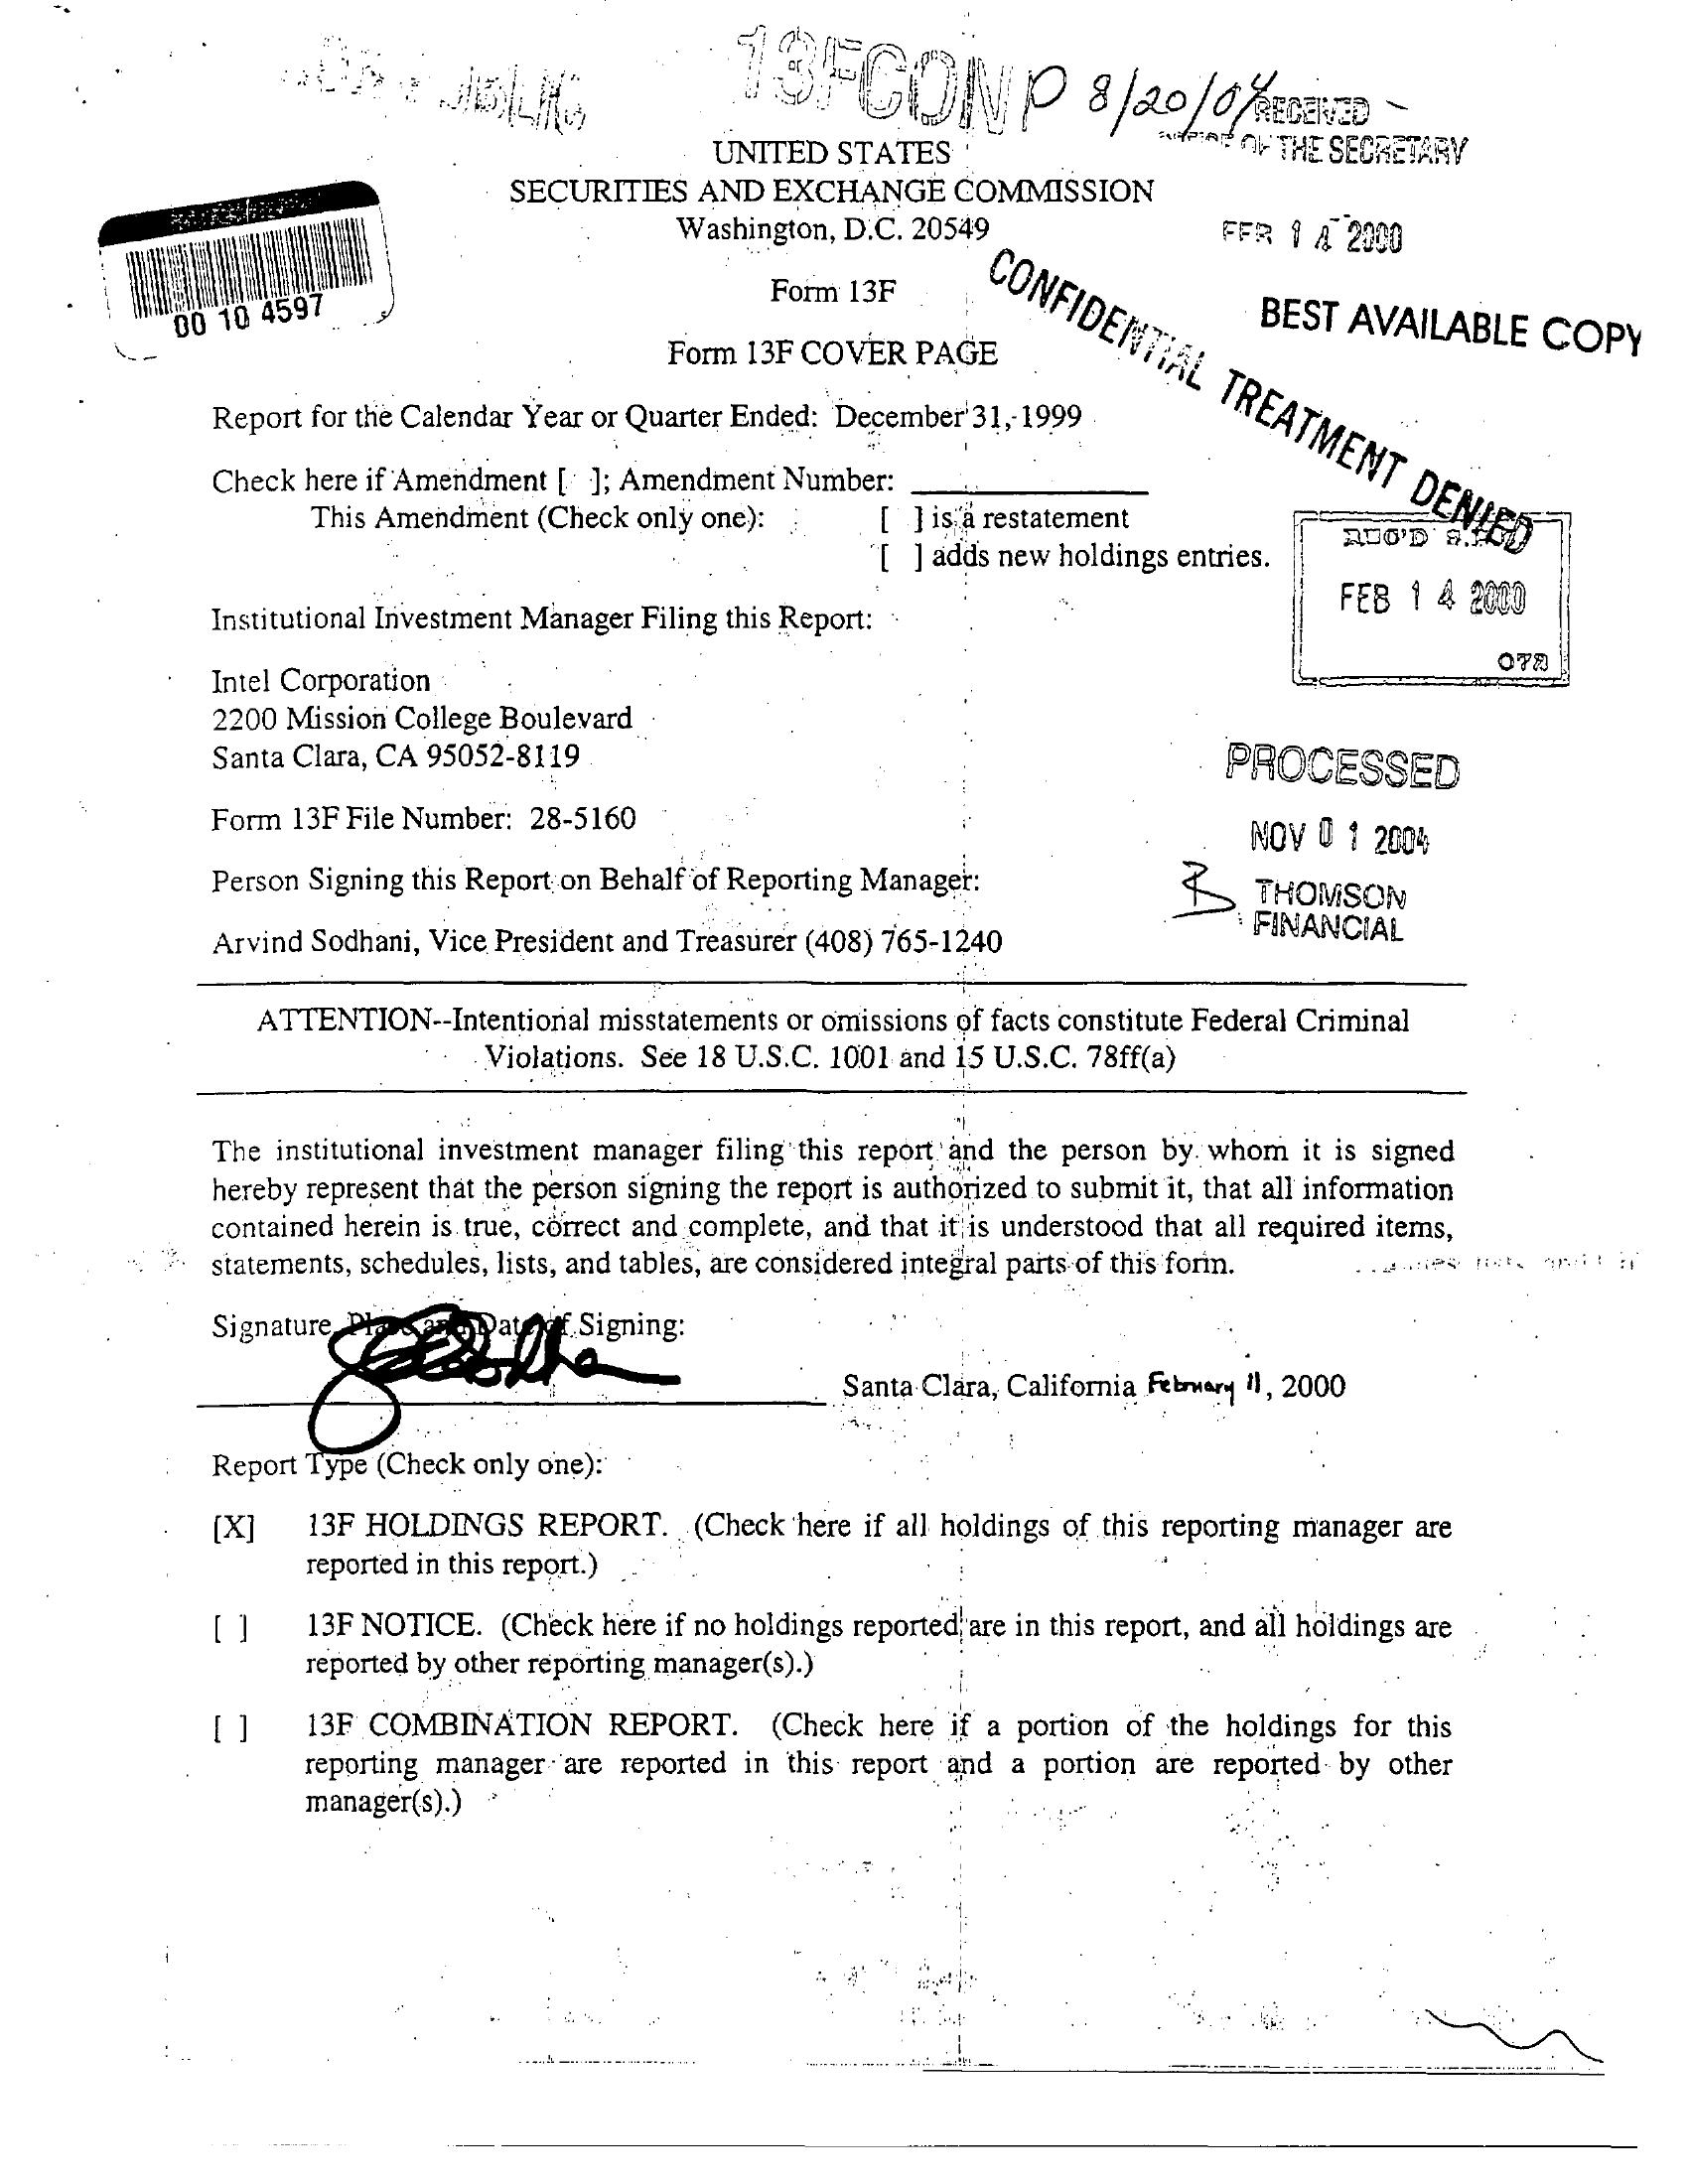 13FCONP 8/20/04
RECEIVED
OF THE SECRETARY
UNITED STATES
SECURITIES AND EXCHANGE COMMISSION
Washington, D.C. 20549
FEB 14 2000
00 10 4597
Form 13F
CONFIDENTIAL TREATMENT DENIED
BEST AVAILABLE COPY
Form 13F COVER PAGE
Report for the Calendar Year or Quarter Ended: December 31, 1999
Check here if Amendment [ ]; Amendment Number: ____________
This Amendment (Check only one): [ ] is a restatement
[ ] adds new holdings entries.
REC'D
FEB 14 2000
Institutional Investment Manager Filing this Report:
Intel Corporation
2200 Mission College Boulevard
Santa Clara, CA 95052-8119
PROCESSED
Form 13F File Number: 28-5160
NOV 01 2004
Person Signing this Report on Behalf of Reporting Manager:
THOMSON
FINANCIAL
Arvind Sodhani, Vice President and Treasurer (408) 765-1240
ATTENTION--Intentional misstatements or omissions of facts constitute Federal Criminal
Violations. See 18 U.S.C. 1001 and 15 U.S.C. 78ff(a)
The institutional investment manager filing this report and the person by whom it is signed
hereby represent that the person signing the report is authorized to submit it, that all information
contained herein is true, correct and complete, and that it is understood that all required items,
statements, schedules, lists, and tables, are considered integral parts of this form.
Signature, Place and Date of Signing:
Santa Clara, California February 11, 2000
Report Type (Check only one):
[X] 13F HOLDINGS REPORT. (Check here if all holdings of this reporting manager are
reported in this report.)
[ ] 13F NOTICE. (Check here if no holdings reported are in this report, and all holdings are
reported by other reporting manager(s).)
[ ] 13F COMBINATION REPORT. (Check here if a portion of the holdings for this
reporting manager are reported in this report and a portion are reported by other
manager(s).)